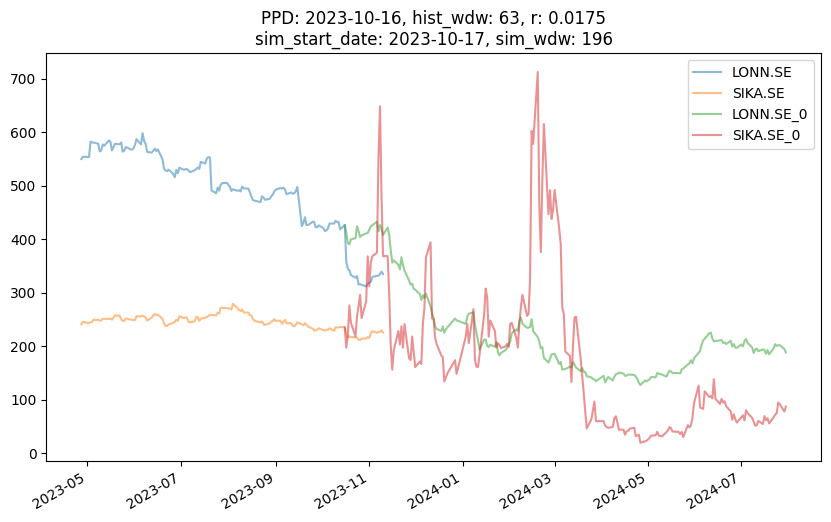 PPD: 2023-10-16, hist_wdw: 63, r: 0.0175
sim_start_date: 2023-10-17, sim_wdw: 196
LONN.SE
SIKA.SE
LONN.SE_0
SIKA.SE_0
700
600
500
400
300
200
100
0
2023-05
2023-07
2023-09
2023-11
2024-01
2024-03
2024-05
2024-07